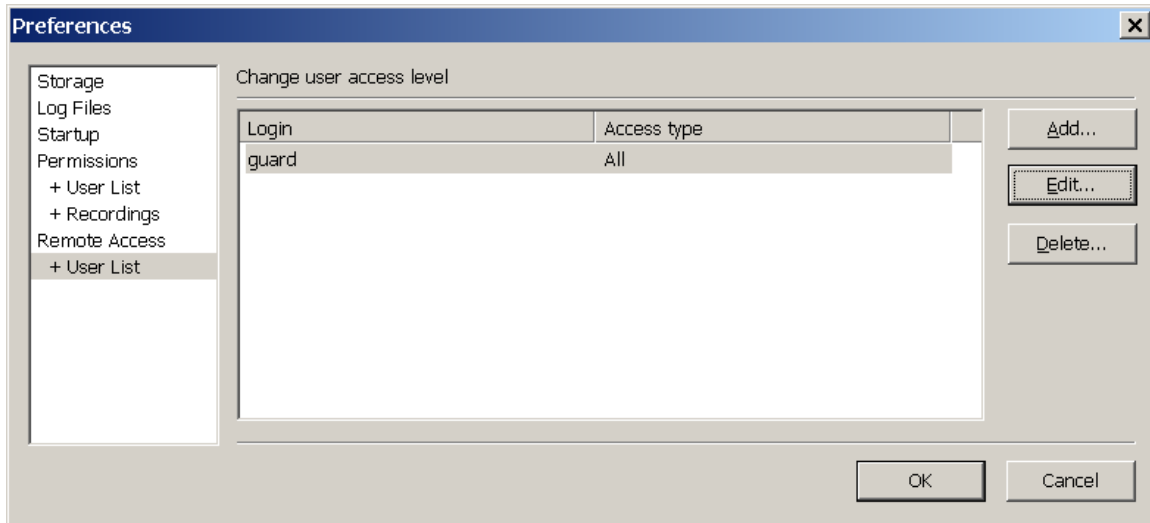 Preferences
Storage
Log Files
Startup
Permissions
+ User List
+ Recordings
Remote Access
+ User List
Change user access level
Login Access type
guard All
Add...
Edit...
Delete...
OK Cancel